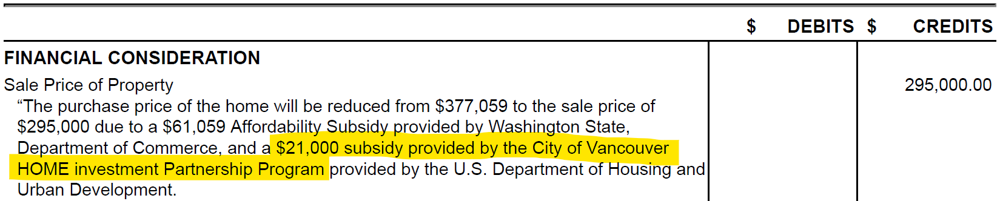 $ DEBITS $ CREDITS
FINANCIAL CONSIDERATION
Sale Price of Property 295,000.00
“The purchase price of the home will be reduced from $377,059 to the sale price of
$295,000 due to a $61,059 Affordability Subsidy provided by Washington State,
Department of Commerce, and a $21,000 subsidy provided by the City of Vancouver
HOME investment Partnership Program provided by the U.S. Department of Housing and
Urban Development.